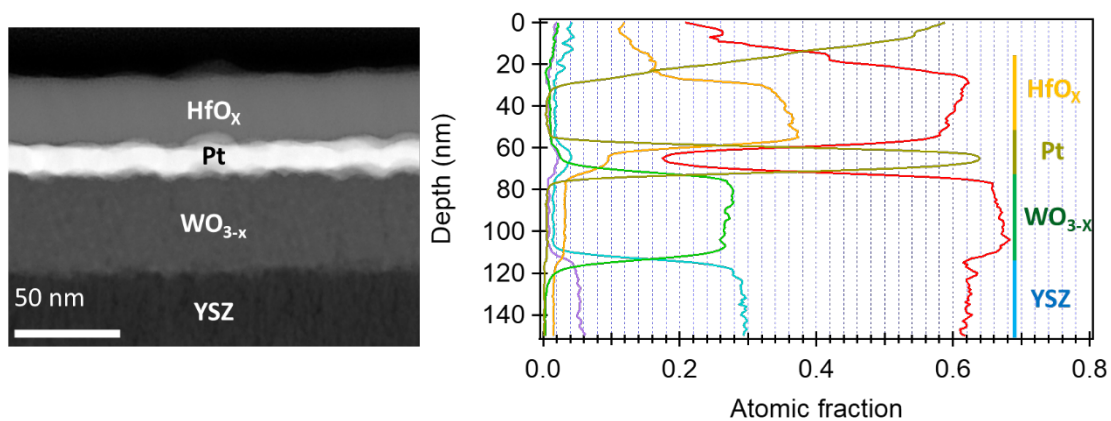 HfOₓ
Pt
WO₃₋ₓ
YSZ
50 nm
Depth (nm)
0
20
40
60
80
100
120
140
0.0 0.2 0.4 0.6 0.8
Atomic fraction
HfOₓ
Pt
WO₃₋ₓ
YSZ